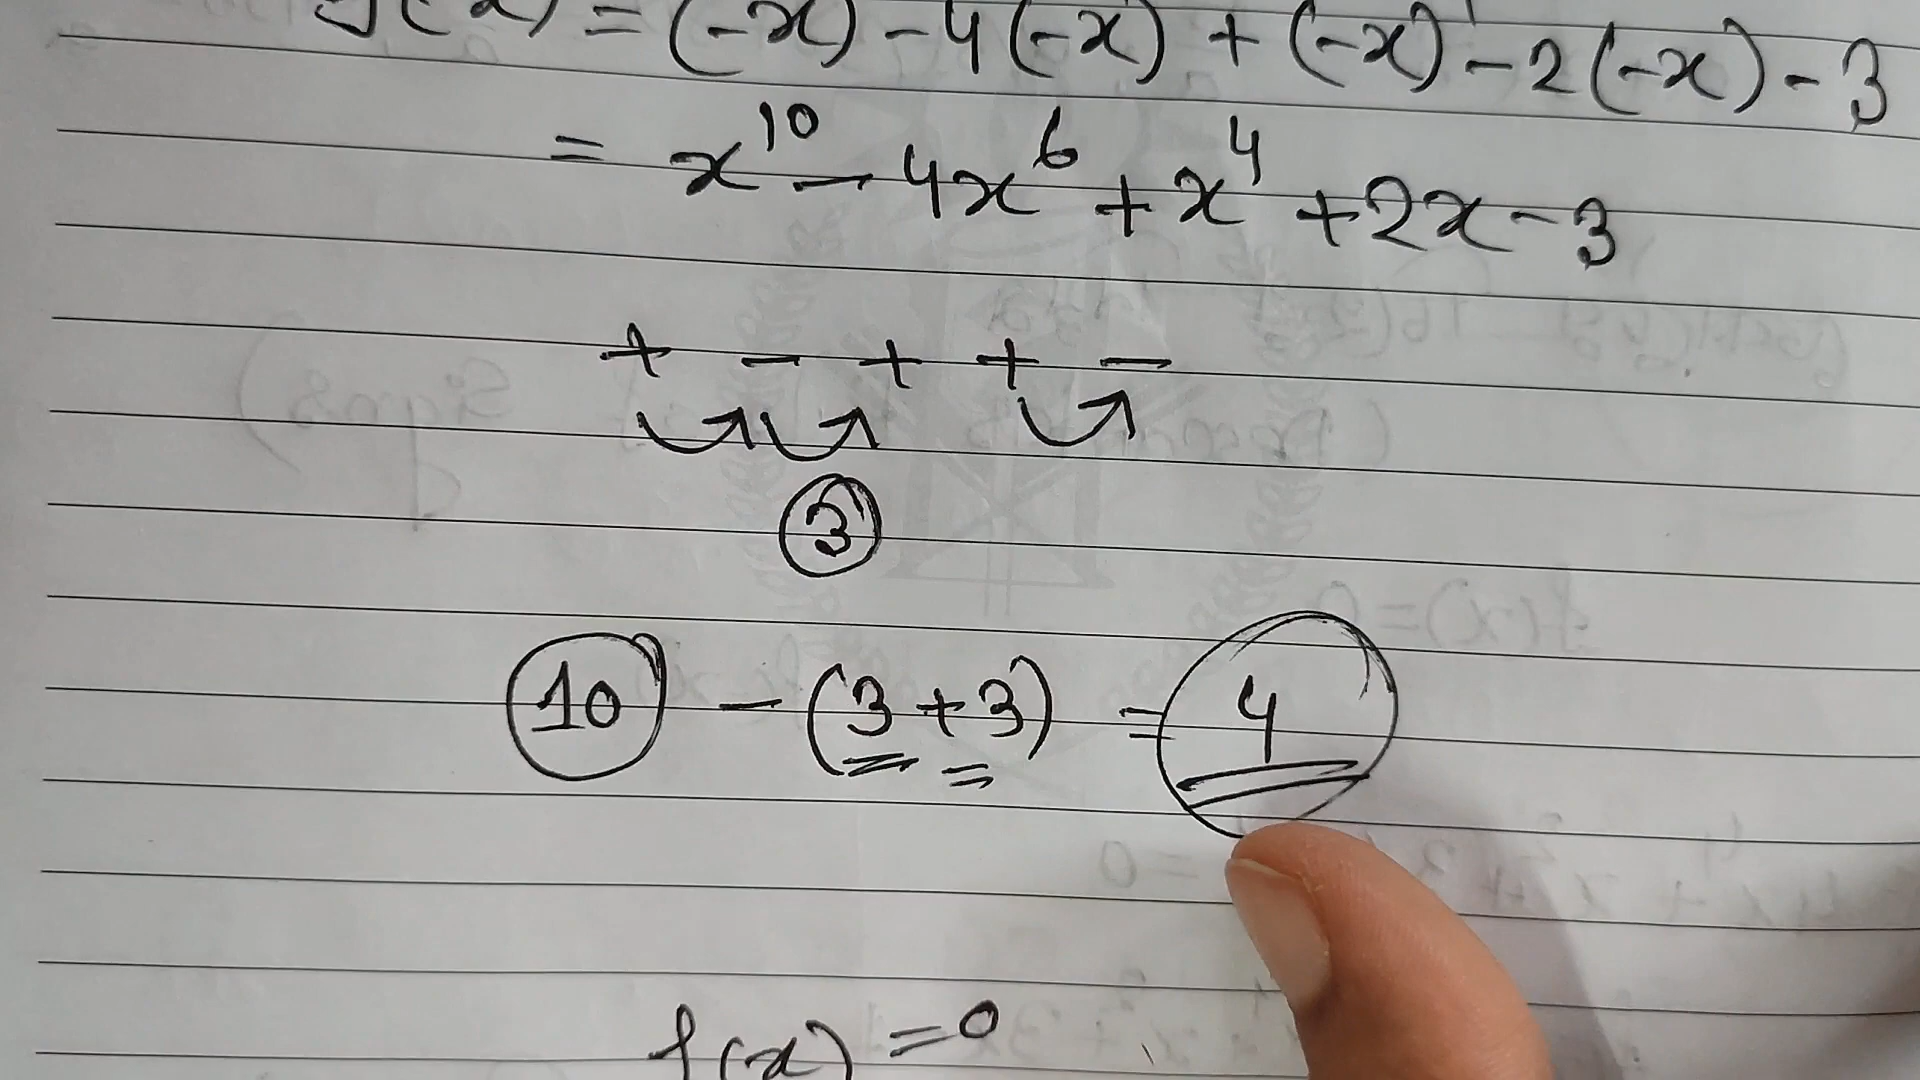 f(x) = (-x) - 4(-x) + (-x) - 2(-x) - 3
= x^10 - 4x^6 + x^4 + 2x - 3
+ - + + -
3
10 - (3+3) = 4
f(x) = 0